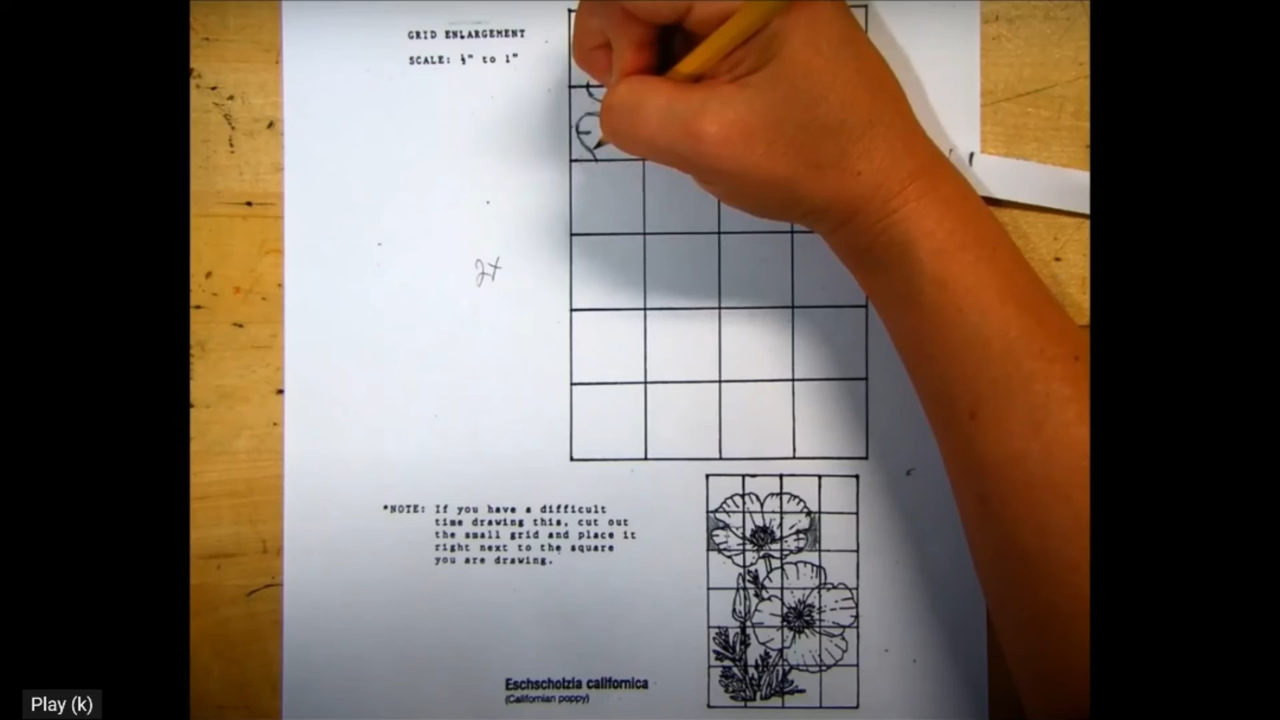 GRID ENLARGEMENT
SCALE: ½" to 1"
2x
*NOTE: If you have a difficult
time drawing this, cut out
the small grid and place it
right next to the square
you are drawing.
Eschscholzia californica
(Californian poppy)
Play (k)